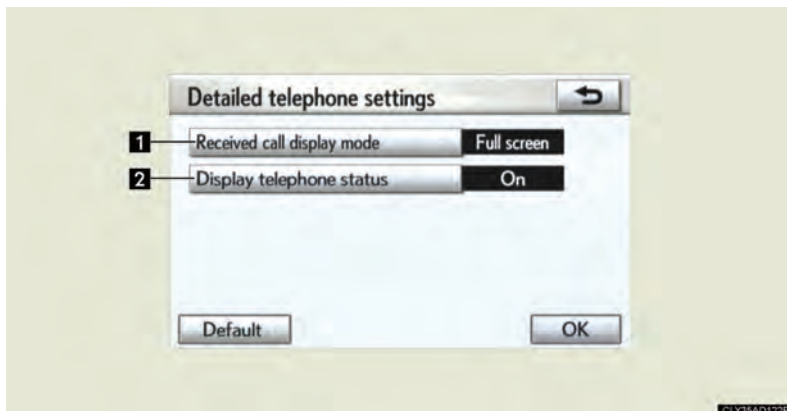 Detailed telephone settings
1 Received call display mode Full screen
2 Display telephone status On
Default OK